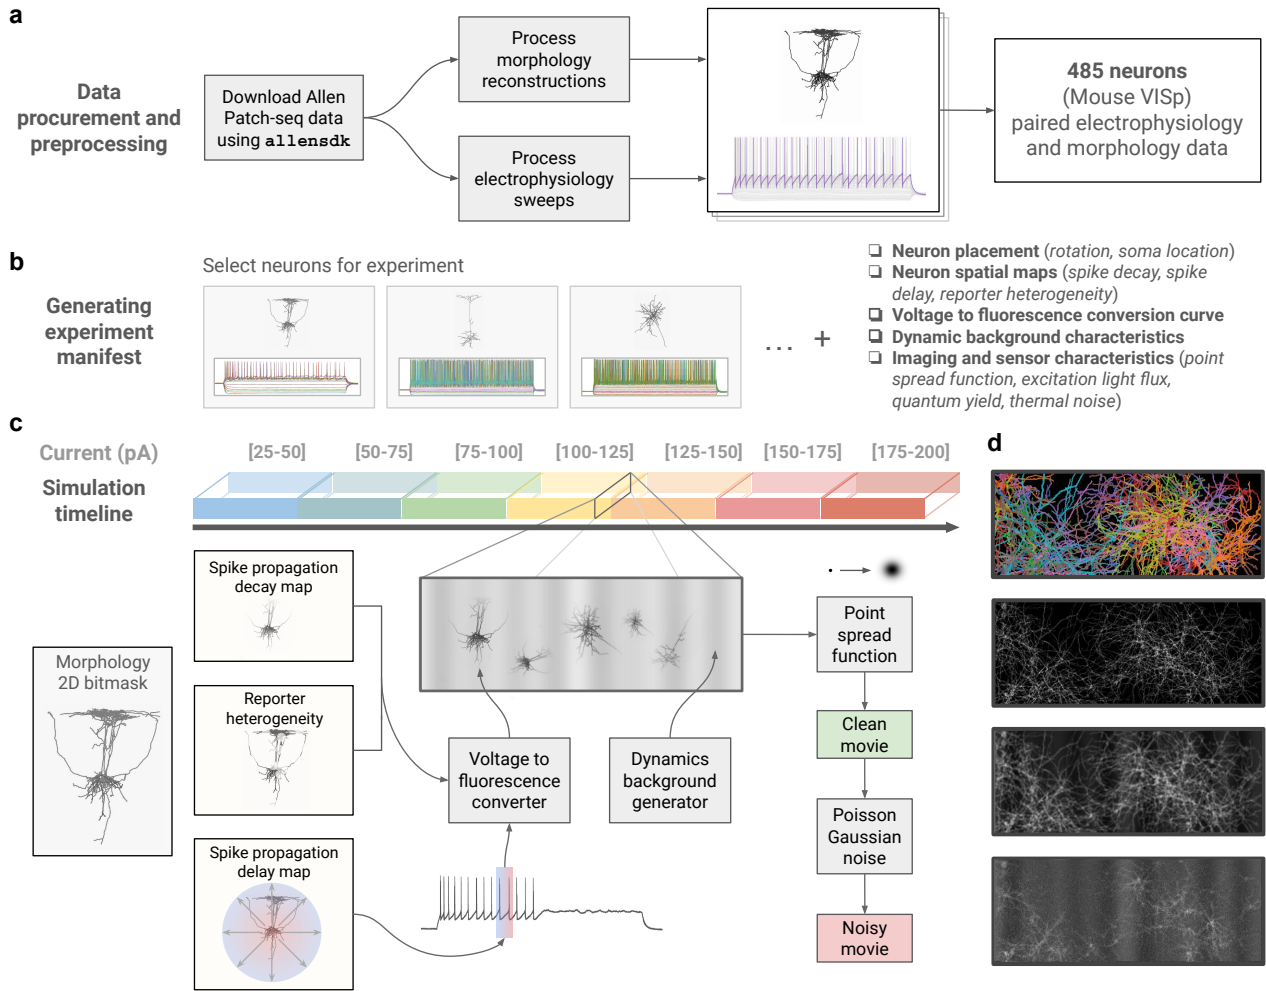 a
Data
procurement and
preprocessing
Download Allen
Patch-seq data
using allensdk
Process
morphology
reconstructions
Process
electrophysiology
sweeps
485 neurons
(Mouse VISp)
paired electrophysiology
and morphology data
b
Generating
experiment
manifest
Select neurons for experiment
... +
❏ Neuron placement (rotation, soma location)
❏ Neuron spatial maps (spike decay, spike
delay, reporter heterogeneity)
❏ Voltage to fluorescence conversion curve
❏ Dynamic background characteristics
❏ Imaging and sensor characteristics (point
spread function, excitation light flux,
quantum yield, thermal noise)
c
Current (pA)
[25-50]
[50-75]
[75-100]
[100-125]
[125-150]
[150-175]
[175-200]
Simulation
timeline
Morphology
2D bitmask
Spike propagation
decay map
Reporter
heterogeneity
Spike propagation
delay map
Voltage to
fluorescence
converter
Dynamics
background
generator
Point
spread
function
Clean
movie
Poisson
Gaussian
noise
Noisy
movie
d